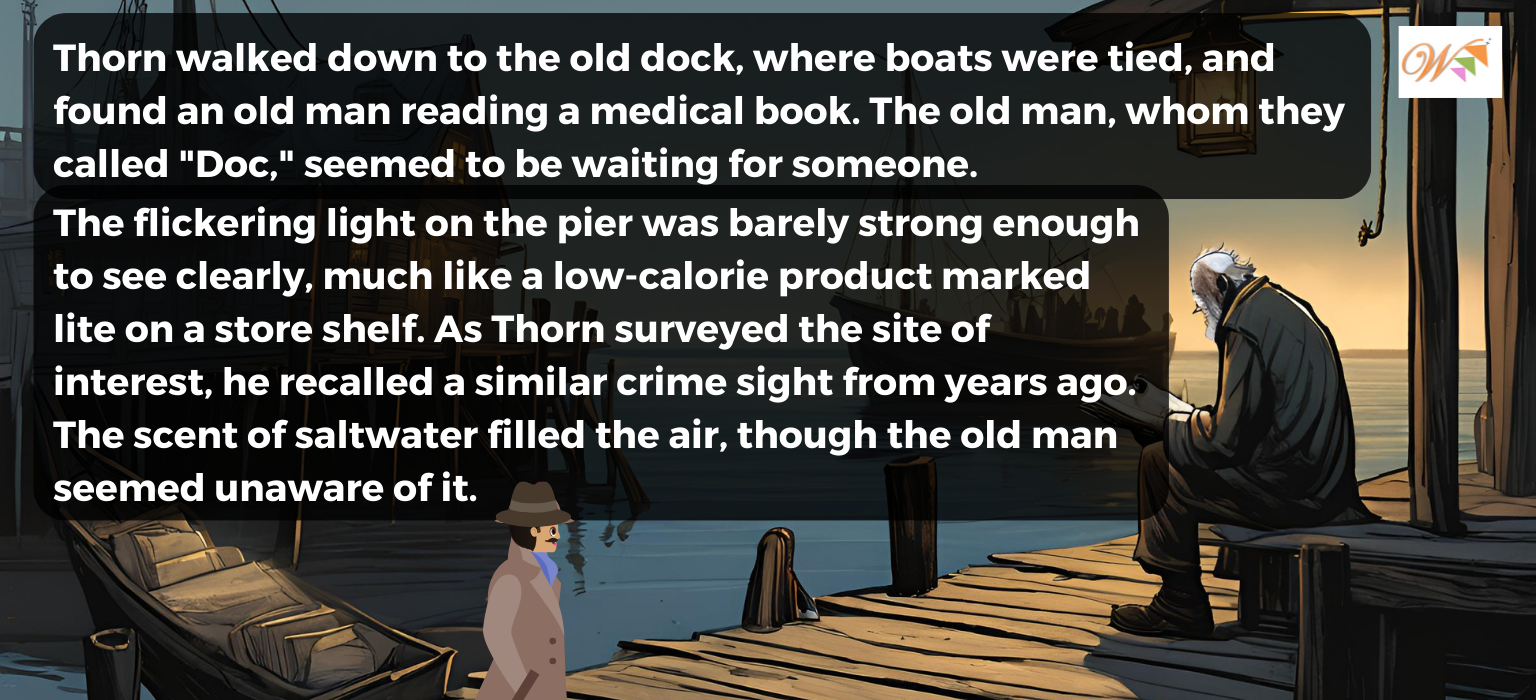 Thorn walked down to the old dock, where boats were tied, and
found an old man reading a medical book. The old man, whom they
called "Doc," seemed to be waiting for someone.
The flickering light on the pier was barely strong enough
to see clearly, much like a low-calorie product marked
lite on a store shelf. As Thorn surveyed the site of
interest, he recalled a similar crime sight from years ago.
The scent of saltwater filled the air, though the old man
seemed unaware of it.
W